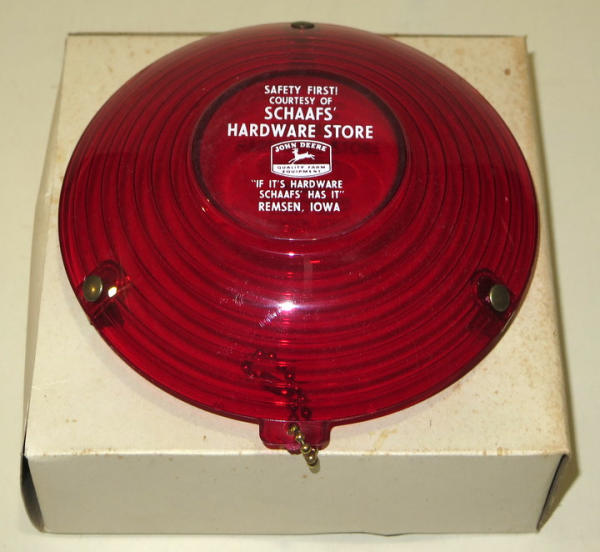 SAFETY FIRST!
COURTESY OF
SCHAAFS'
HARDWARE STORE
JOHN DEERE
QUALITY FARM
EQUIPMENT
"IF IT'S HARDWARE
SCHAAFS' HAS IT"
REMSEN, IOWA